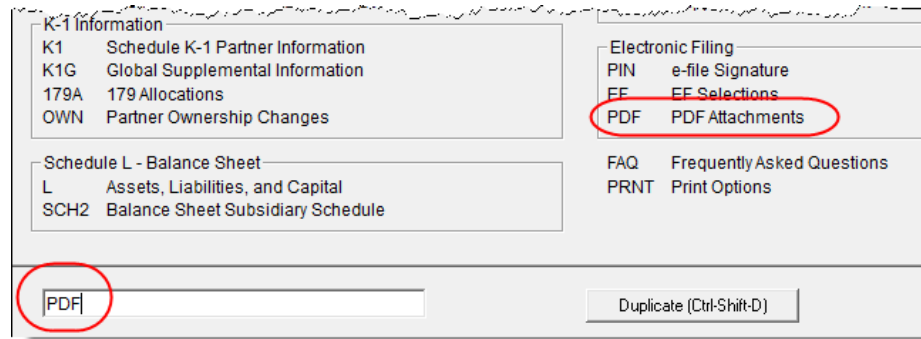 K-1 Information
K1 Schedule K-1 Partner Information
K1G Global Supplemental Information
179A 179 Allocations
OWN Partner Ownership Changes
Schedule L - Balance Sheet
L Assets, Liabilities, and Capital
SCH2 Balance Sheet Subsidiary Schedule
Electronic Filing
PIN e-file Signature
EF EF Selections
PDF PDF Attachments
FAQ Frequently Asked Questions
PRNT Print Options
PDF
Duplicate (Ctrl-Shift-D)